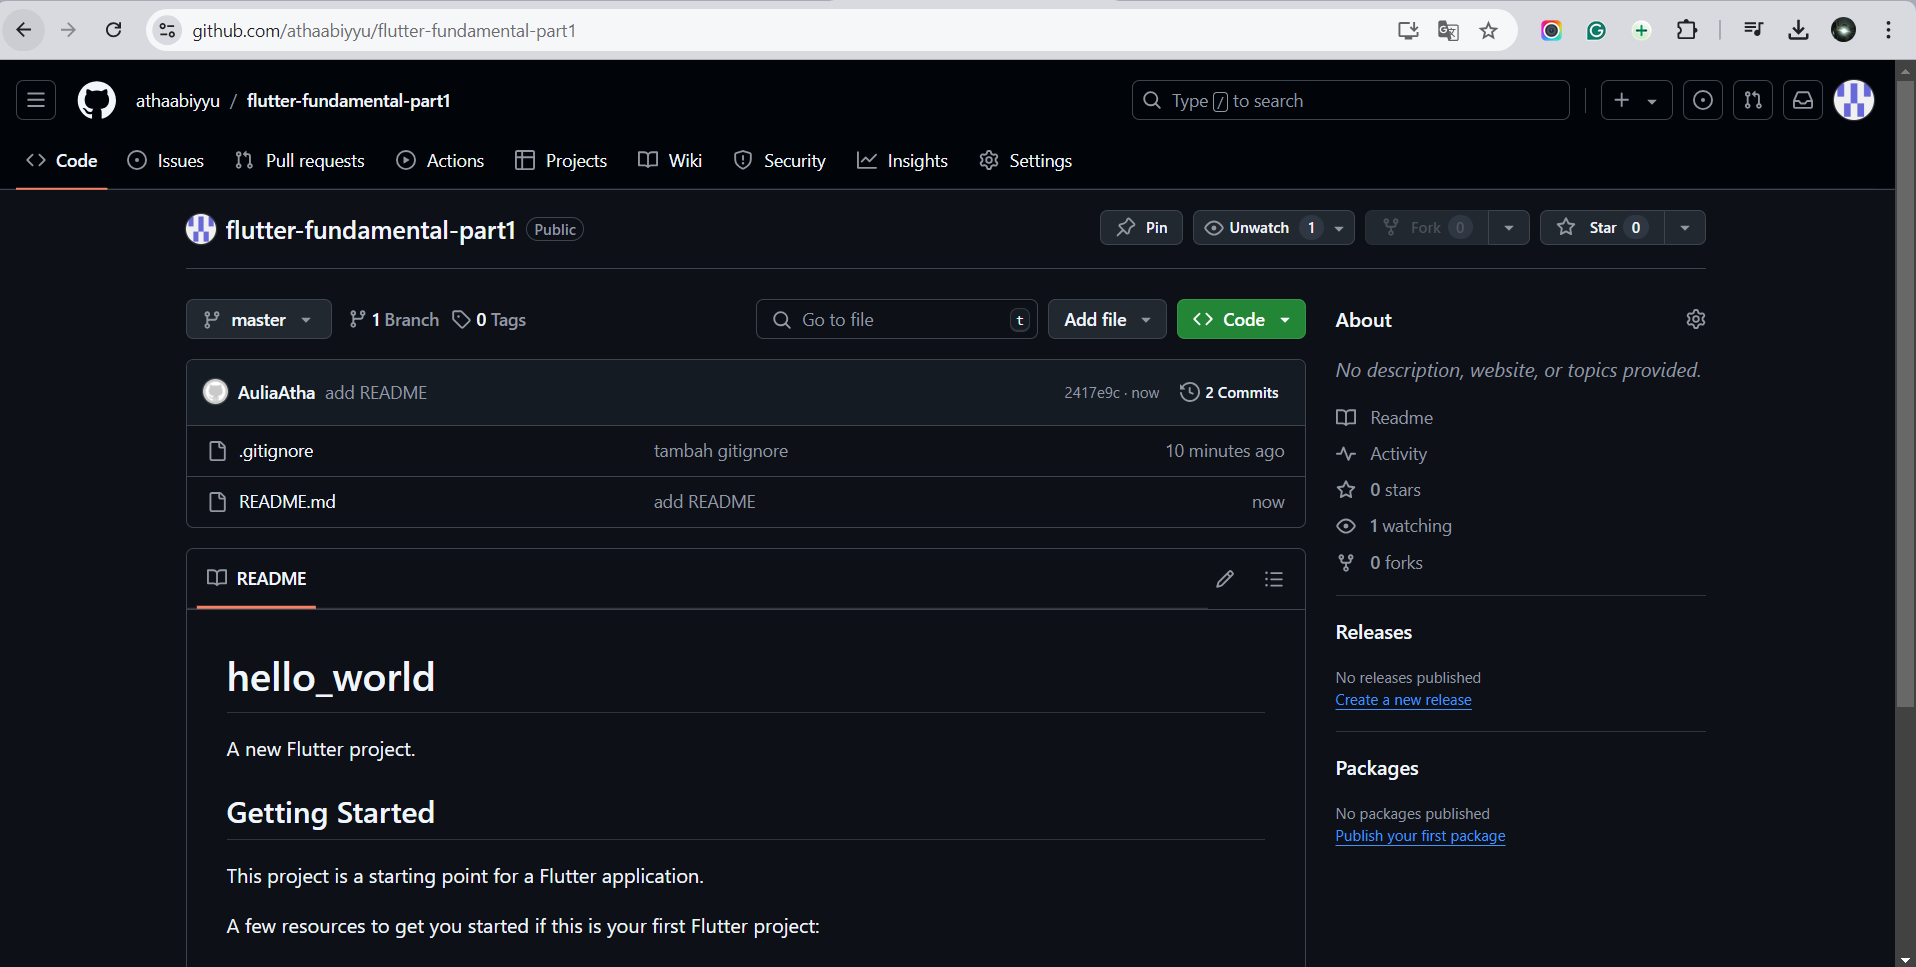 github.com/athaabiyyu/flutter-fundamental-part1
athaabiyyu / flutter-fundamental-part1
Type / to search
Code Issues Pull requests Actions Projects Wiki Security Insights Settings
flutter-fundamental-part1 Public
Pin Unwatch 1 Fork 0 Star 0
master 1 Branch 0 Tags Go to file t Add file Code
AuliaAtha add README 2417e9c · now 2 Commits
.gitignore tambah gitignore 10 minutes ago
README.md add README now
README
hello_world
A new Flutter project.
Getting Started
This project is a starting point for a Flutter application.
A few resources to get you started if this is your first Flutter project:
About
No description, website, or topics provided.
Readme
Activity
0 stars
1 watching
0 forks
Releases
No releases published
Create a new release
Packages
No packages published
Publish your first package